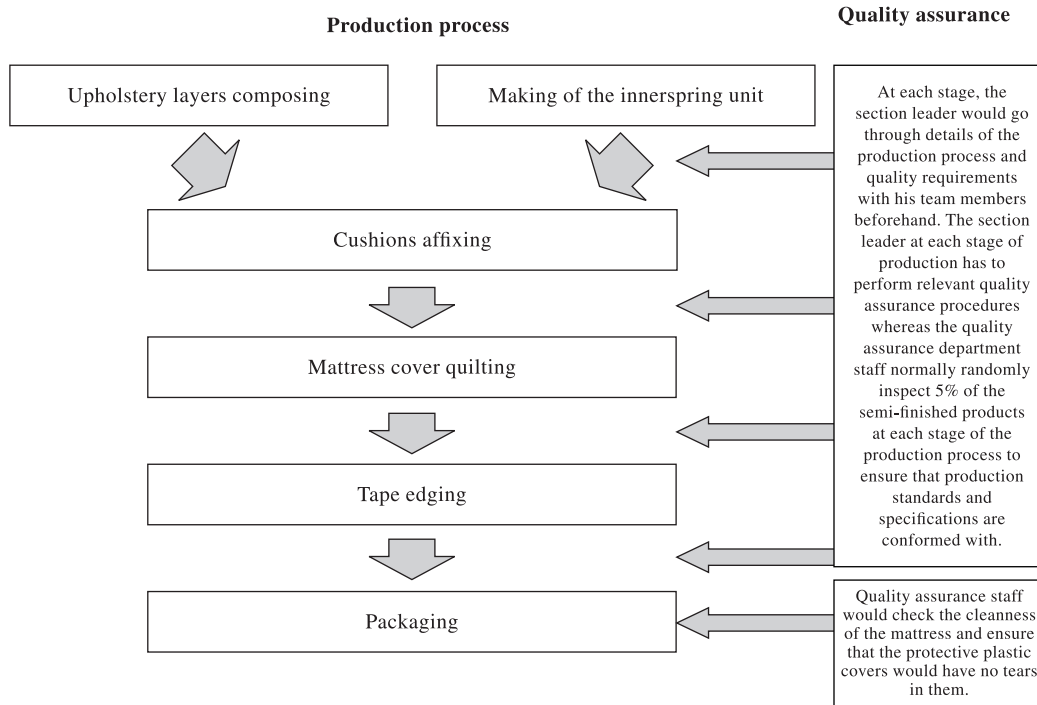 Production process
Quality assurance
Upholstery layers composing
Making of the innerspring unit
Cushions affixing
Mattress cover quilting
Tape edging
Packaging
At each stage, the
section leader would go
through details of the
production process and
quality requirements
with his team members
beforehand. The section
leader at each stage of
production has to
perform relevant quality
assurance procedures
whereas the quality
assurance department
staff normally randomly
inspect 5% of the
semi-finished products
at each stage of the
production process to
ensure that production
standards and
specifications are
conformed with.
Quality assurance staff
would check the cleanness
of the mattress and ensure
that the protective plastic
covers would have no tears
in them.